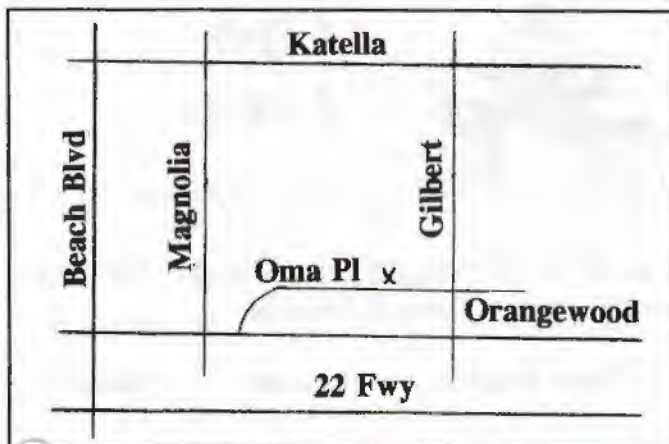 Katella
Beach Blvd
Magnolia
Gilbert
Oma Pl x
Orangewood
22 Fwy